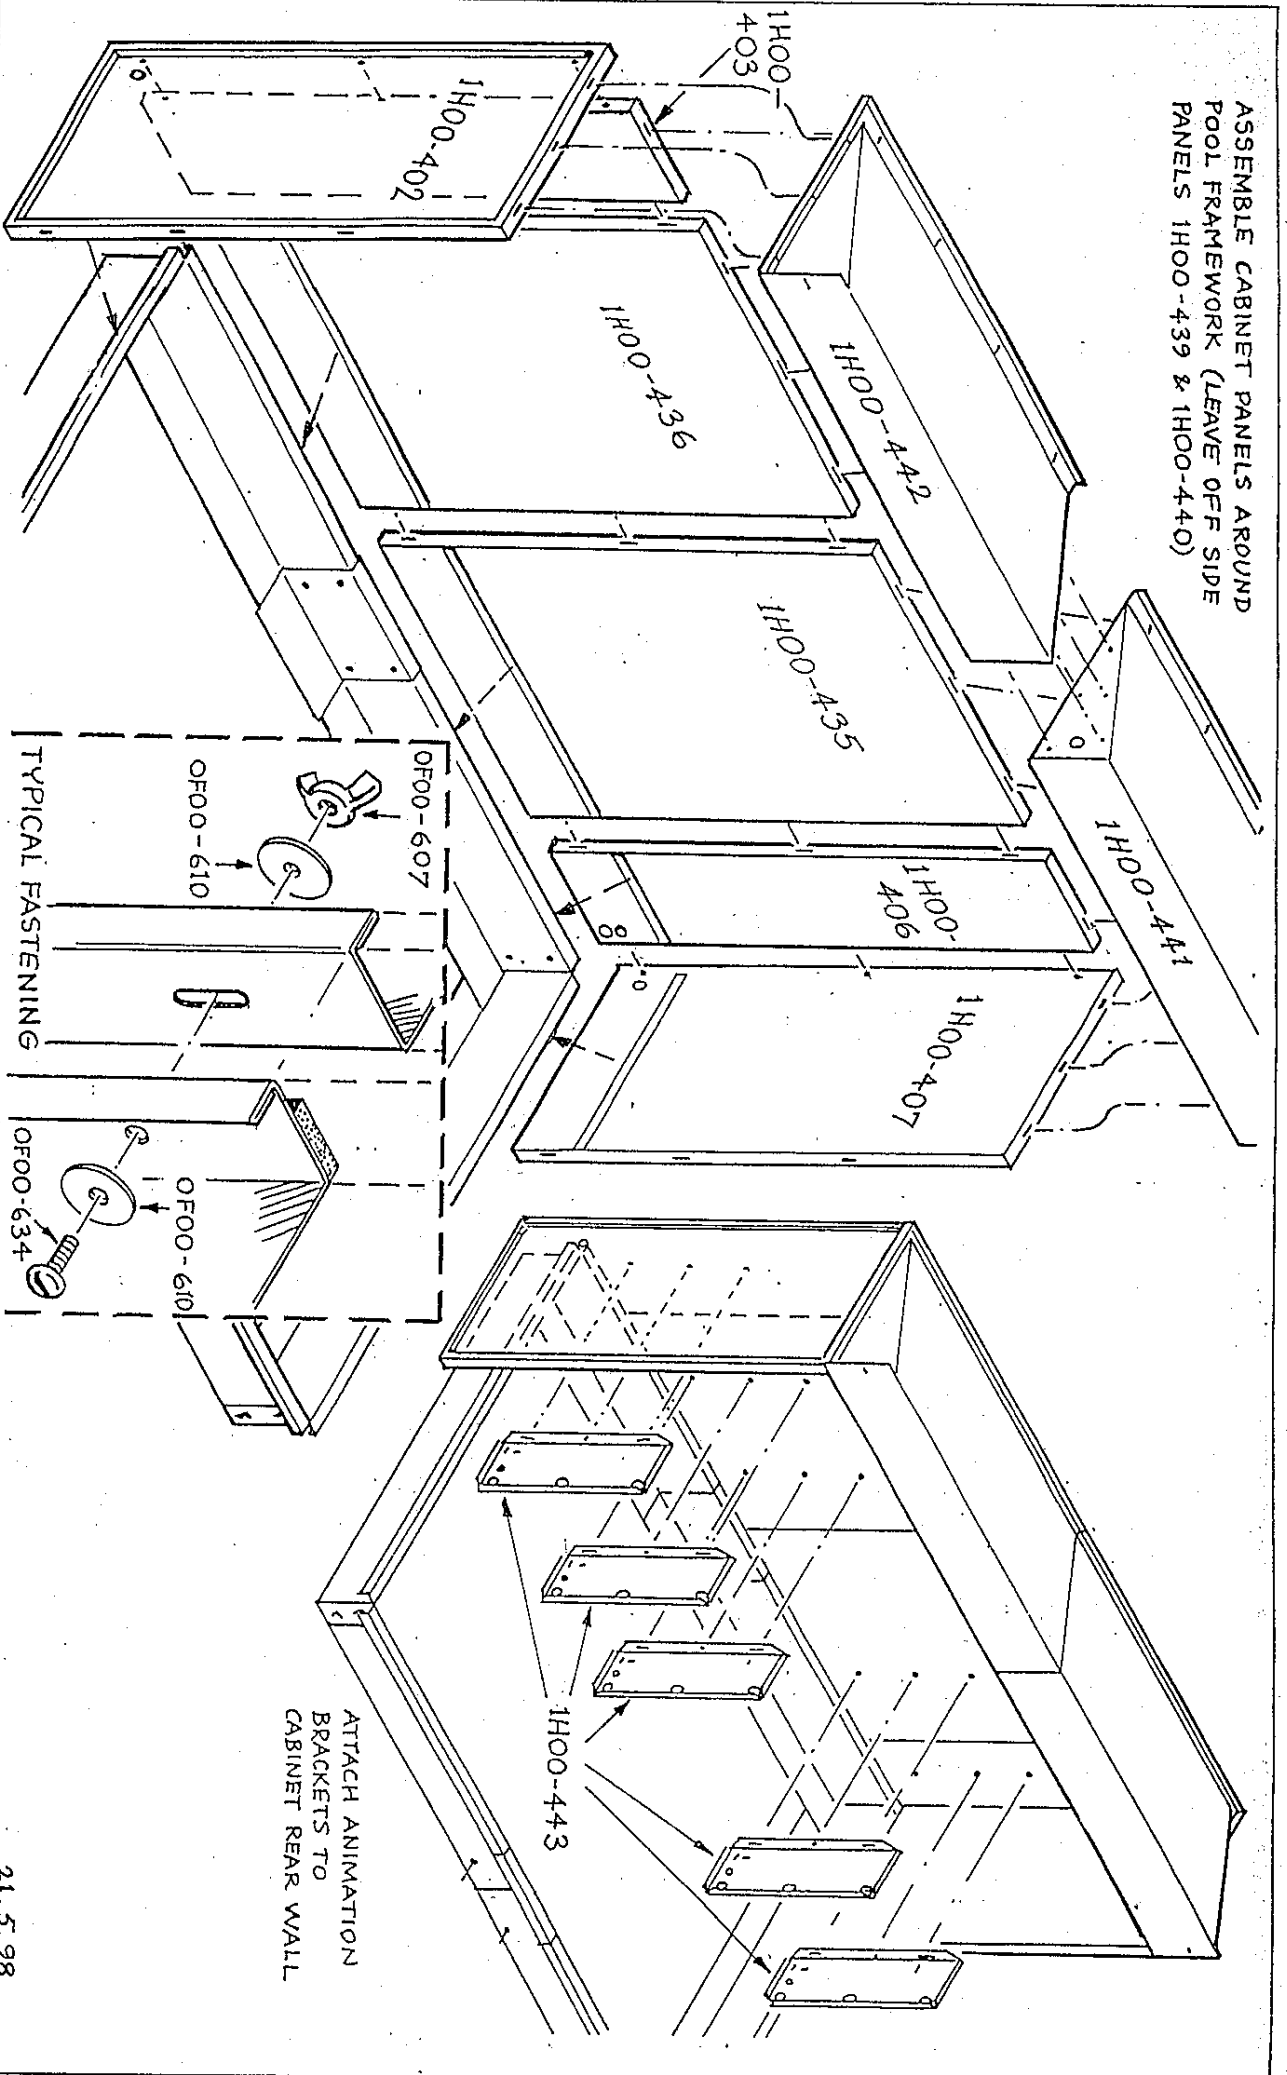 ASSEMBLE CABINET PANELS AROUND
POOL FRAMEWORK (LEAVE OFF SIDE
PANELS 1H00-439 & 1H00-440)
1H00-
403
1H00-402
1H00-442
1H00-436
1H00-441
1H00-435
1H00-
406
1H00-407
0F00-607
0F00-610
0F00-610
0F00-634
TYPICAL FASTENING
1H00-443
ATTACH ANIMATION
BRACKETS TO
CABINET REAR WALL
21.5.98